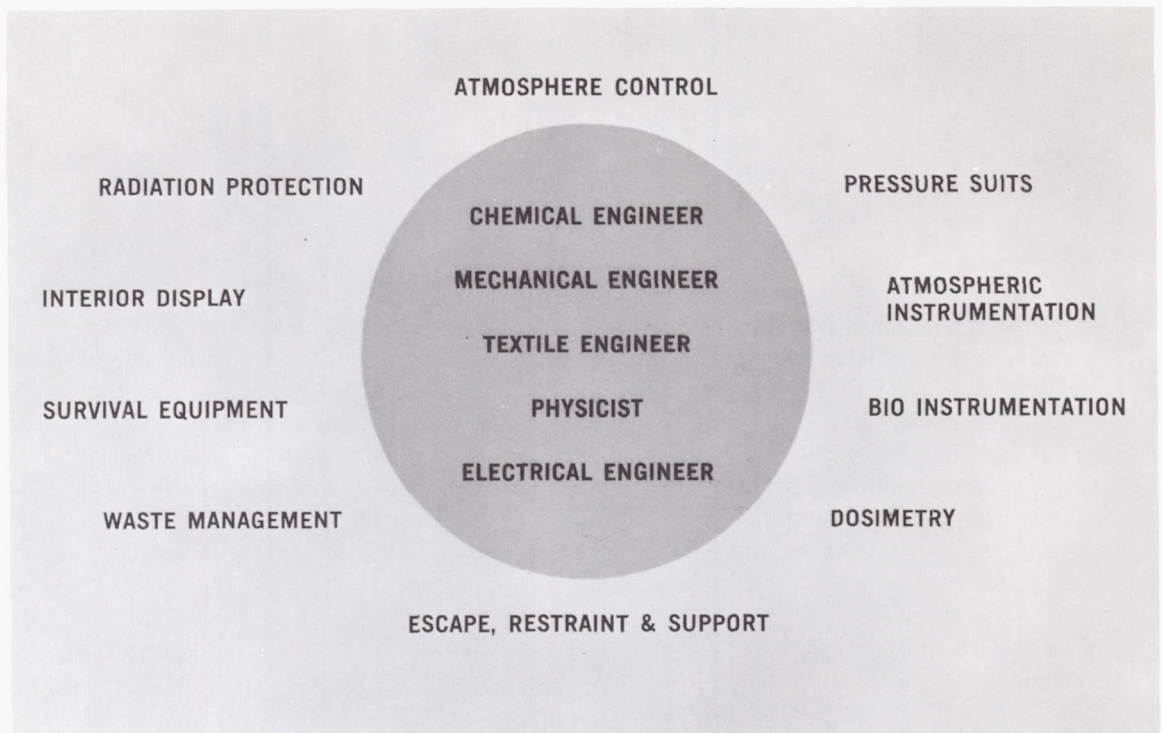 ATMOSPHERE CONTROL
RADIATION PROTECTION
PRESSURE SUITS
CHEMICAL ENGINEER
MECHANICAL ENGINEER
INTERIOR DISPLAY
ATMOSPHERIC
INSTRUMENTATION
TEXTILE ENGINEER
SURVIVAL EQUIPMENT
PHYSICIST
BIO INSTRUMENTATION
ELECTRICAL ENGINEER
WASTE MANAGEMENT
DOSIMETRY
ESCAPE, RESTRAINT & SUPPORT